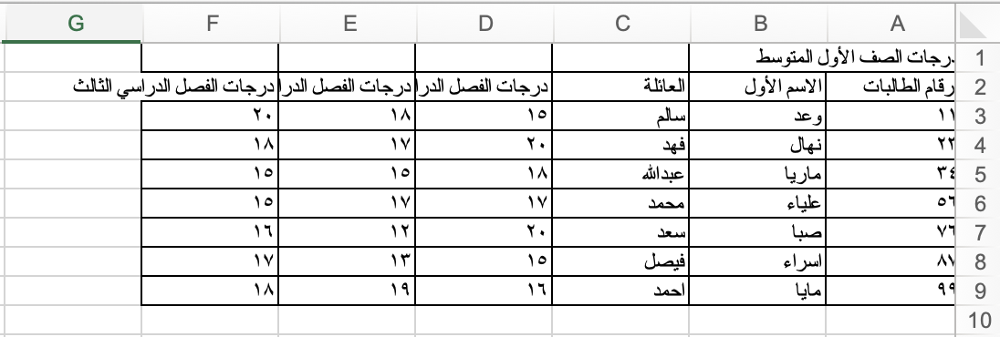 A B C D E F G
1 درجات الصف الأول المتوسط
2 رقام الطالبات الاسم الأول العائلة درجات الفصل الدرا درجات الفصل الدرا درجات الفصل الدراسي الثالث
3 ١١ وعد سالم ١٥ ١٨ ٢٠
4 ٢٢ نهال فهد ٢٠ ١٧ ١٨
5 ٣٤ ماريا عبدالله ١٨ ١٥ ١٥
6 ٥٦ علياء محمد ١٧ ١٧ ١٥
7 ٧٦ صبا سعد ٢٠ ١٢ ١٦
8 ٨٧ اسراء فيصل ١٥ ١٣ ١٧
9 ٩٩ مايا احمد ١٦ ١٩ ١٨
10